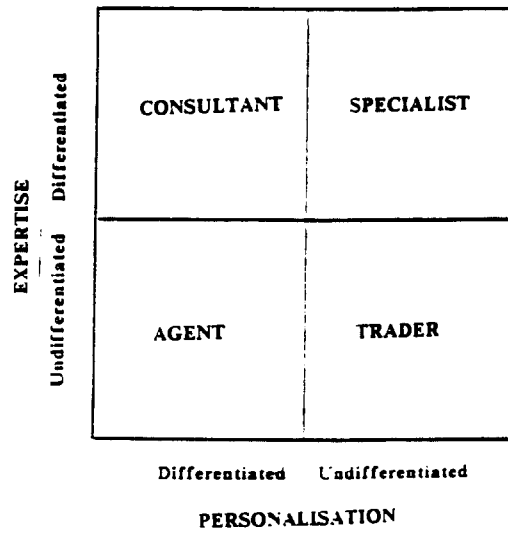 CONSULTANT SPECIALIST
AGENT TRADER
EXPERTISE
Undifferentiated Differentiated
Differentiated Undifferentiated
PERSONALISATION